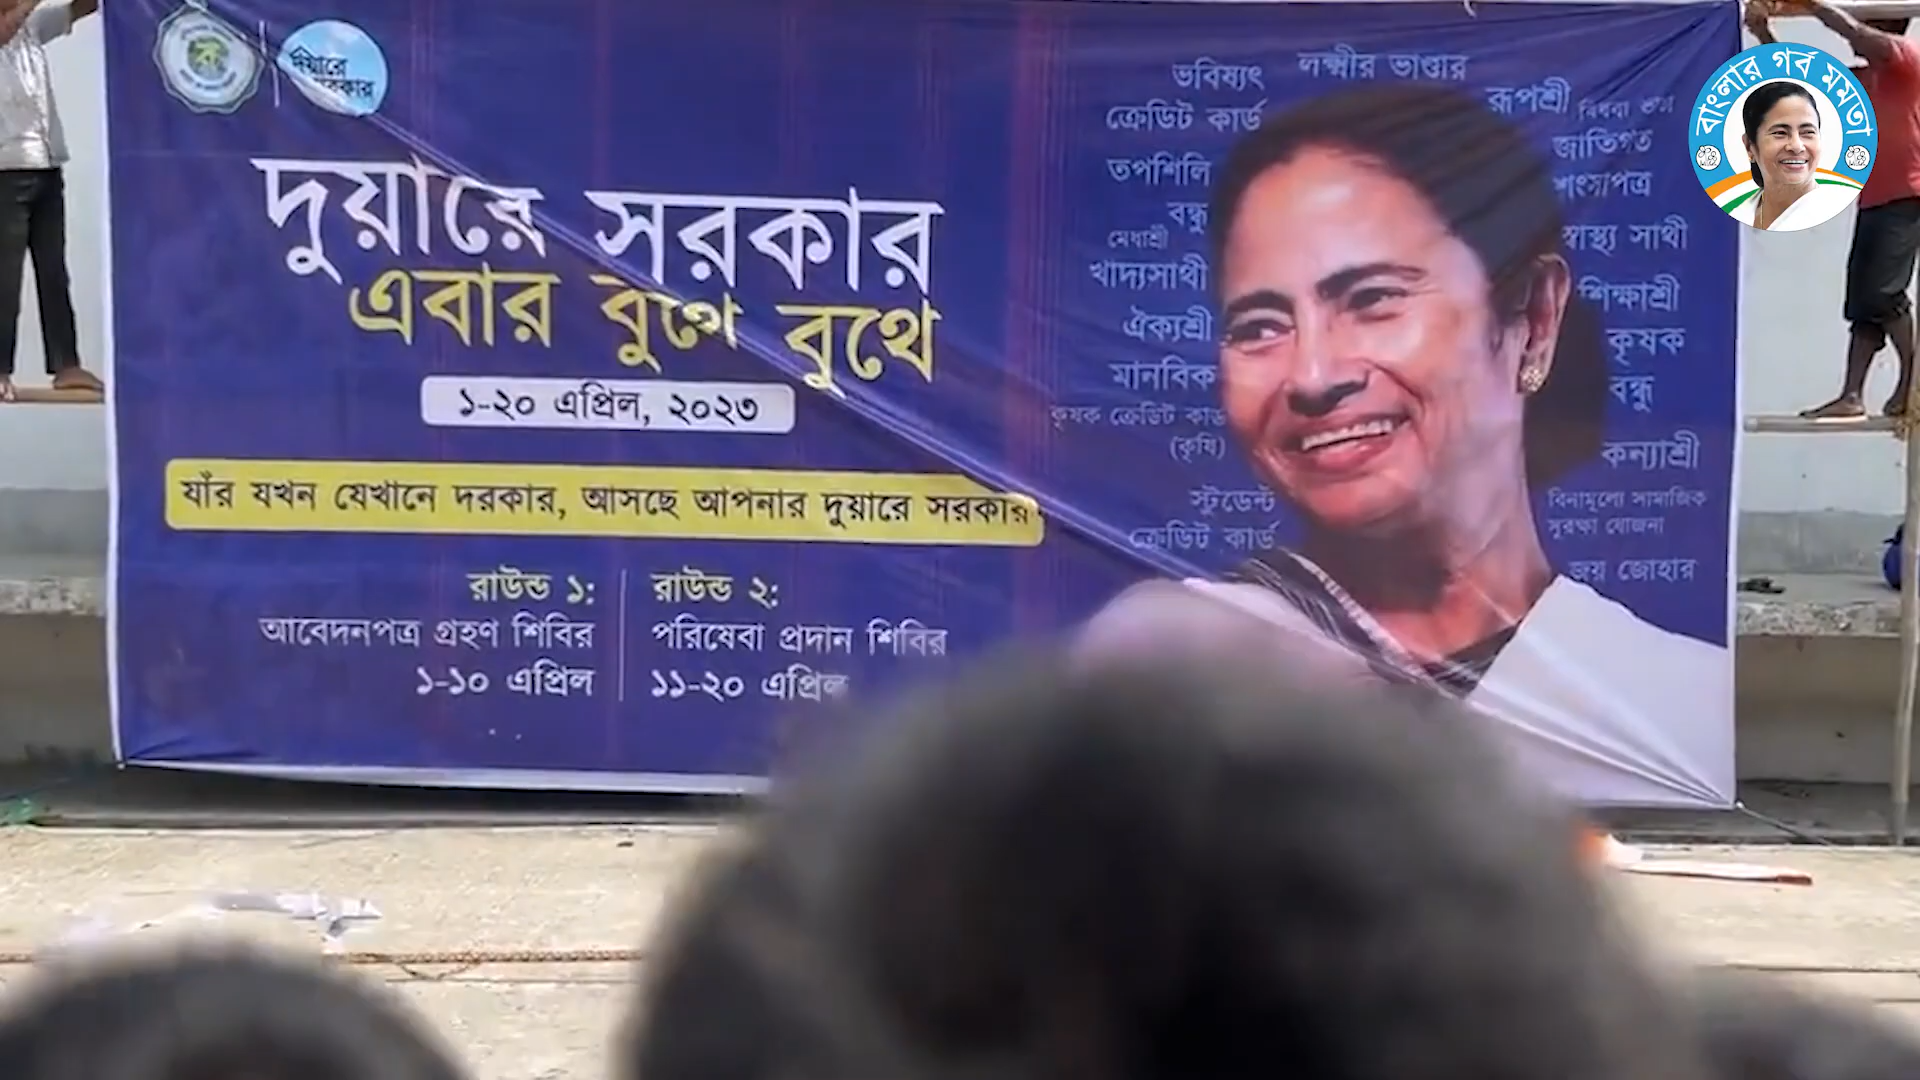 দুয়ারে
সরকার
দুয়ারে সরকার
এবার বুথে বুথে
১-২০ এপ্রিল, ২০২৩
যাঁর যখন যেখানে দরকার, আসছে আপনার দুয়ারে সরকার
রাউন্ড ১:
আবেদনপত্র গ্রহণ শিবির
১-১০ এপ্রিল
রাউন্ড ২:
পরিষেবা প্রদান শিবির
১১-২০ এপ্রিল
ভবিষ্যৎ
ক্রেডিট কার্ড
তপশিলি
বন্ধু
মেধাশ্রী
খাদ্যসাথী
ঐক্যশ্রী
মানবিক
কৃষক ক্রেডিট কার্ড
(কৃষি)
স্টুডেন্ট
ক্রেডিট কার্ড
লক্ষ্মীর ভাণ্ডার
রূপশ্রী
বিধবা
জাতিগত
শংসাপত্র
স্বাস্থ্য সাথী
শিক্ষাশ্রী
কৃষক
বন্ধু
কন্যাশ্রী
বিনামূল্যে সামাজিক
সুরক্ষা যোজনা
জয় জোহার
বাংলার গর্ব মমতা